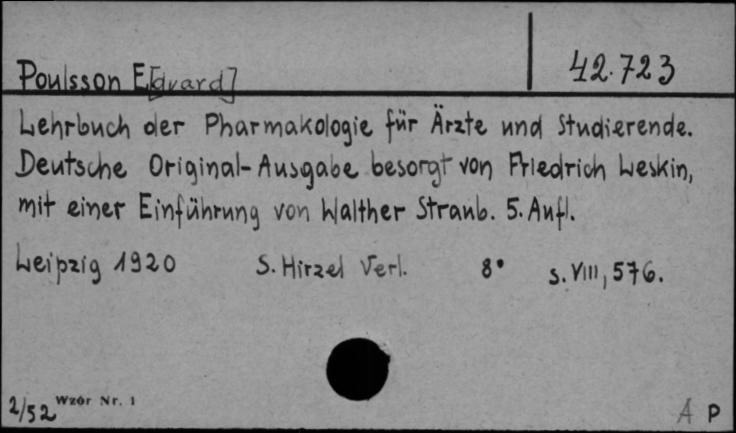 42.723
Poulsson E[dvard]
Lehrbuch der Pharmakologie für Ärzte und Studierende.
Deutsche Original-Ausgabe besorgt von Friedrich Leskin,
mit einer Einführung von Walther Straub. 5. Aufl.
Leipzig 1920 S. Hirzel Verl. 8° s. VIII, 576.
2/52 Wzór Nr. 1 A P